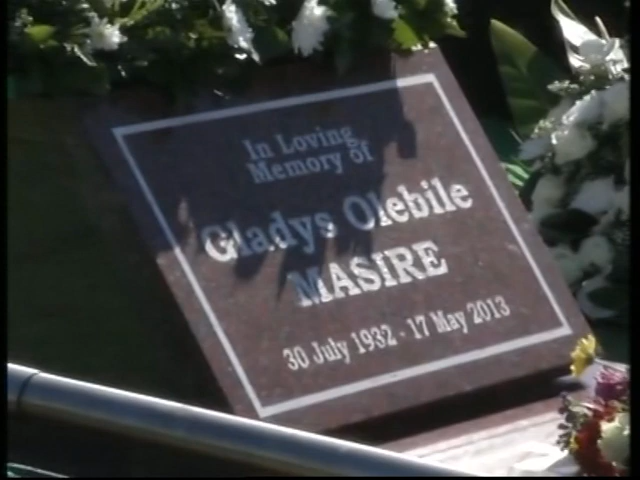 In Loving
Memory of
Gladys Olebile
MASIRE
30 July 1932 - 17 May 2013